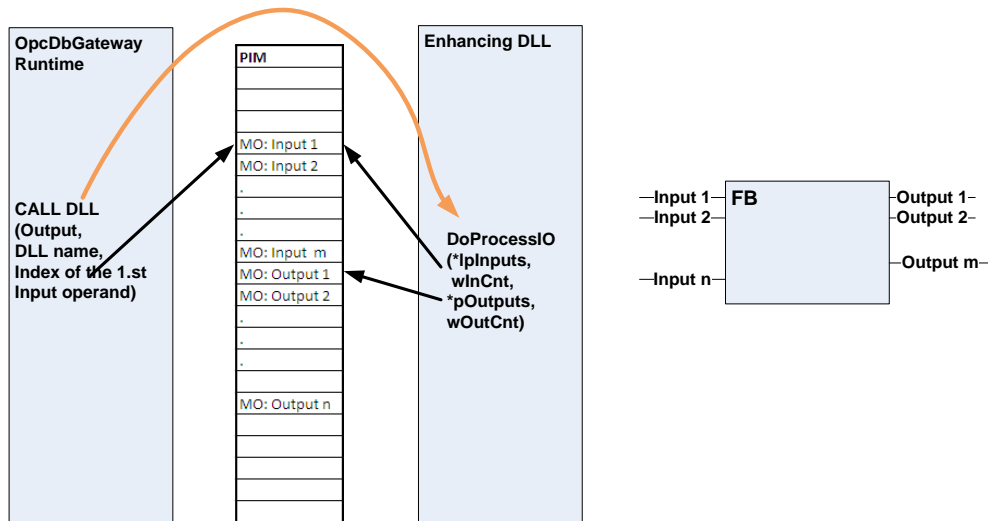 OpcDbGateway
Runtime
CALL DLL
(Output,
DLL name,
Index of the 1.st
Input operand)
PIM
MO: Input 1
MO: Input 2
.
.
.
MO: Input m
MO: Output 1
MO: Output 2
.
.
.
MO: Output n
Enhancing DLL
DoProcessIO
(*lpInputs,
wInCnt,
*pOutputs,
wOutCnt)
Input 1
Input 2
Input n
FB
Output 1
Output 2
Output m